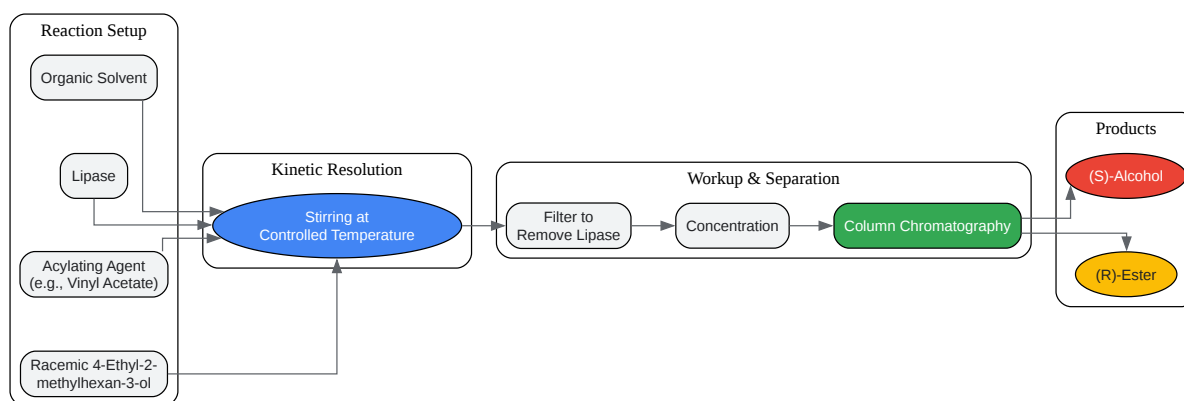 Reaction Setup
Organic Solvent
Lipase
Acylating Agent
(e.g., Vinyl Acetate)
Racemic 4-Ethyl-2-
methylhexan-3-ol
Kinetic Resolution
Stirring at
Controlled Temperature
Workup & Separation
Filter to
Remove Lipase
Concentration
Column Chromatography
Products
(S)-Alcohol
(R)-Ester